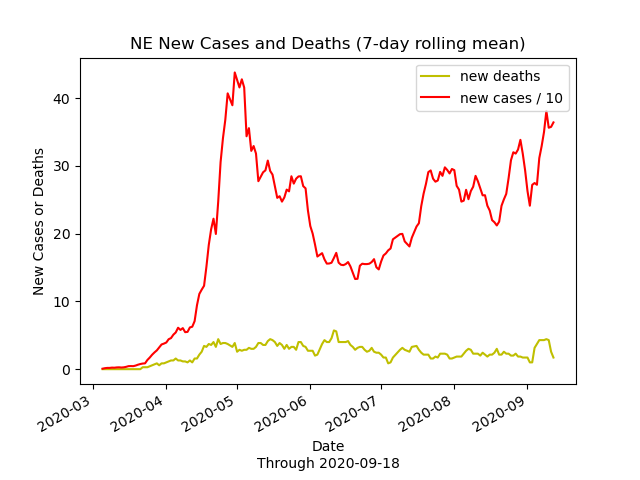 NE New Cases and Deaths (7-day rolling mean)
new deaths
new cases / 10
New Cases or Deaths
40
30
20
10
0
2020-03
2020-04
2020-05
2020-06
2020-07
2020-08
2020-09
Date
Through 2020-09-18